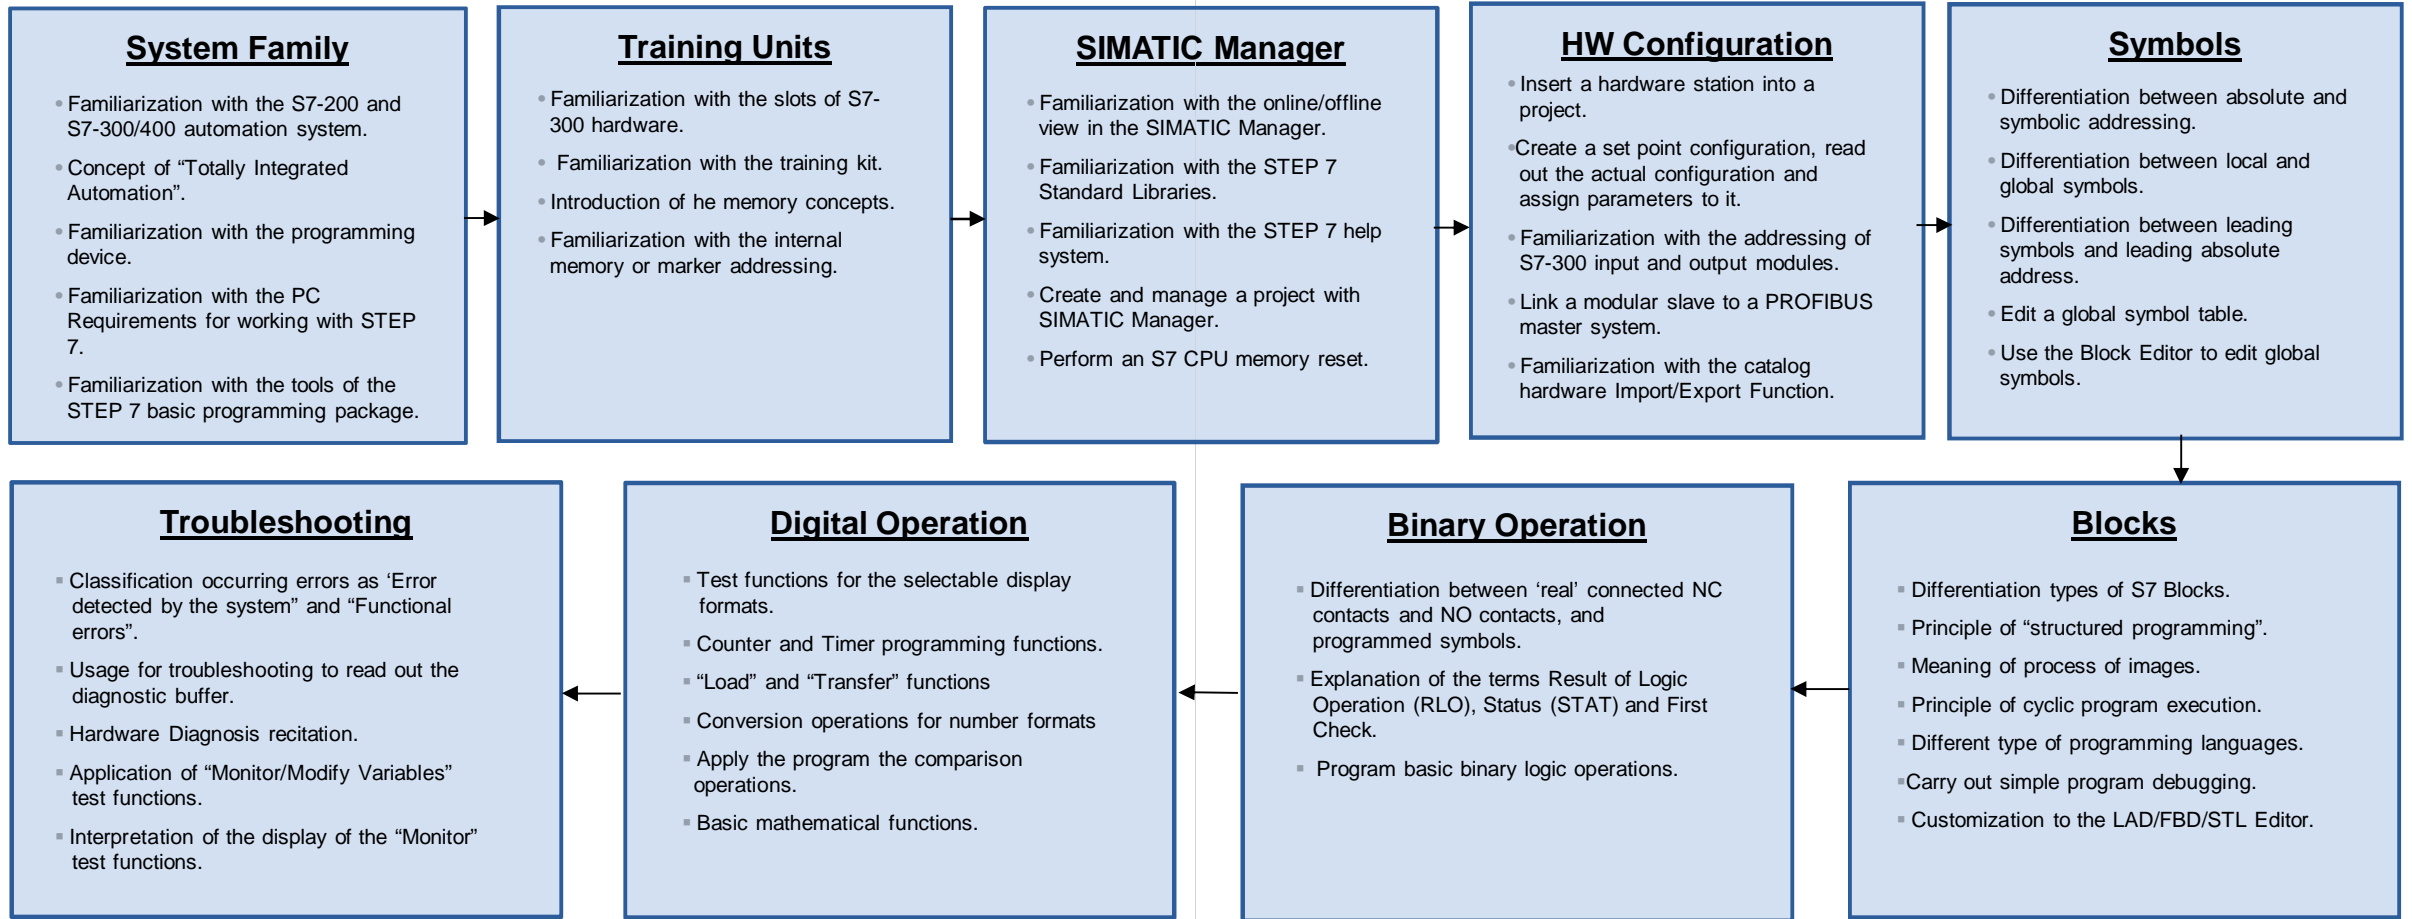 System Family
• Familiarization with the S7-200 and
S7-300/400 automation system.
• Concept of “Totally Integrated
Automation”.
• Familiarization with the programming
device.
• Familiarization with the PC
Requirements for working with STEP
7.
• Familiarization with the tools of the
STEP 7 basic programming package.
Training Units
• Familiarization with the slots of S7-
300 hardware.
• Familiarization with the training kit.
• Introduction of he memory concepts.
• Familiarization with the internal
memory or marker addressing.
SIMATIC Manager
• Familiarization with the online/offline
view in the SIMATIC Manager.
• Familiarization with the STEP 7
Standard Libraries.
• Familiarization with the STEP 7 help
system.
• Create and manage a project with
SIMATIC Manager.
• Perform an S7 CPU memory reset.
HW Configuration
• Insert a hardware station into a
project.
•Create a set point configuration, read
out the actual configuration and
assign parameters to it.
• Familiarization with the addressing of
S7-300 input and output modules.
• Link a modular slave to a PROFIBUS
master system.
• Familiarization with the catalog
hardware Import/Export Function.
Symbols
• Differentiation between absolute and
symbolic addressing.
• Differentiation between local and
global symbols.
• Differentiation between leading
symbols and leading absolute
address.
• Edit a global symbol table.
• Use the Block Editor to edit global
symbols.
Blocks
▪ Differentiation types of S7 Blocks.
▪ Principle of “structured programming”.
▪ Meaning of process of images.
▪ Principle of cyclic program execution.
▪ Different type of programming languages.
▪Carry out simple program debugging.
▪ Customization to the LAD/FBD/STL Editor.
Binary Operation
▪ Differentiation between ‘real’ connected NC
contacts and NO contacts, and
programmed symbols.
▪ Explanation of the terms Result of Logic
Operation (RLO), Status (STAT) and First
Check.
▪ Program basic binary logic operations.
Digital Operation
▪ Test functions for the selectable display
formats.
▪ Counter and Timer programming functions.
▪ “Load” and “Transfer” functions
▪ Conversion operations for number formats
▪ Apply the program the comparison
operations.
▪ Basic mathematical functions.
Troubleshooting
▪ Classification occurring errors as ‘Error
detected by the system” and “Functional
errors”.
▪ Usage for troubleshooting to read out the
diagnostic buffer.
▪ Hardware Diagnosis recitation.
▪ Application of “Monitor/Modify Variables”
test functions.
▪ Interpretation of the display of the “Monitor”
test functions.